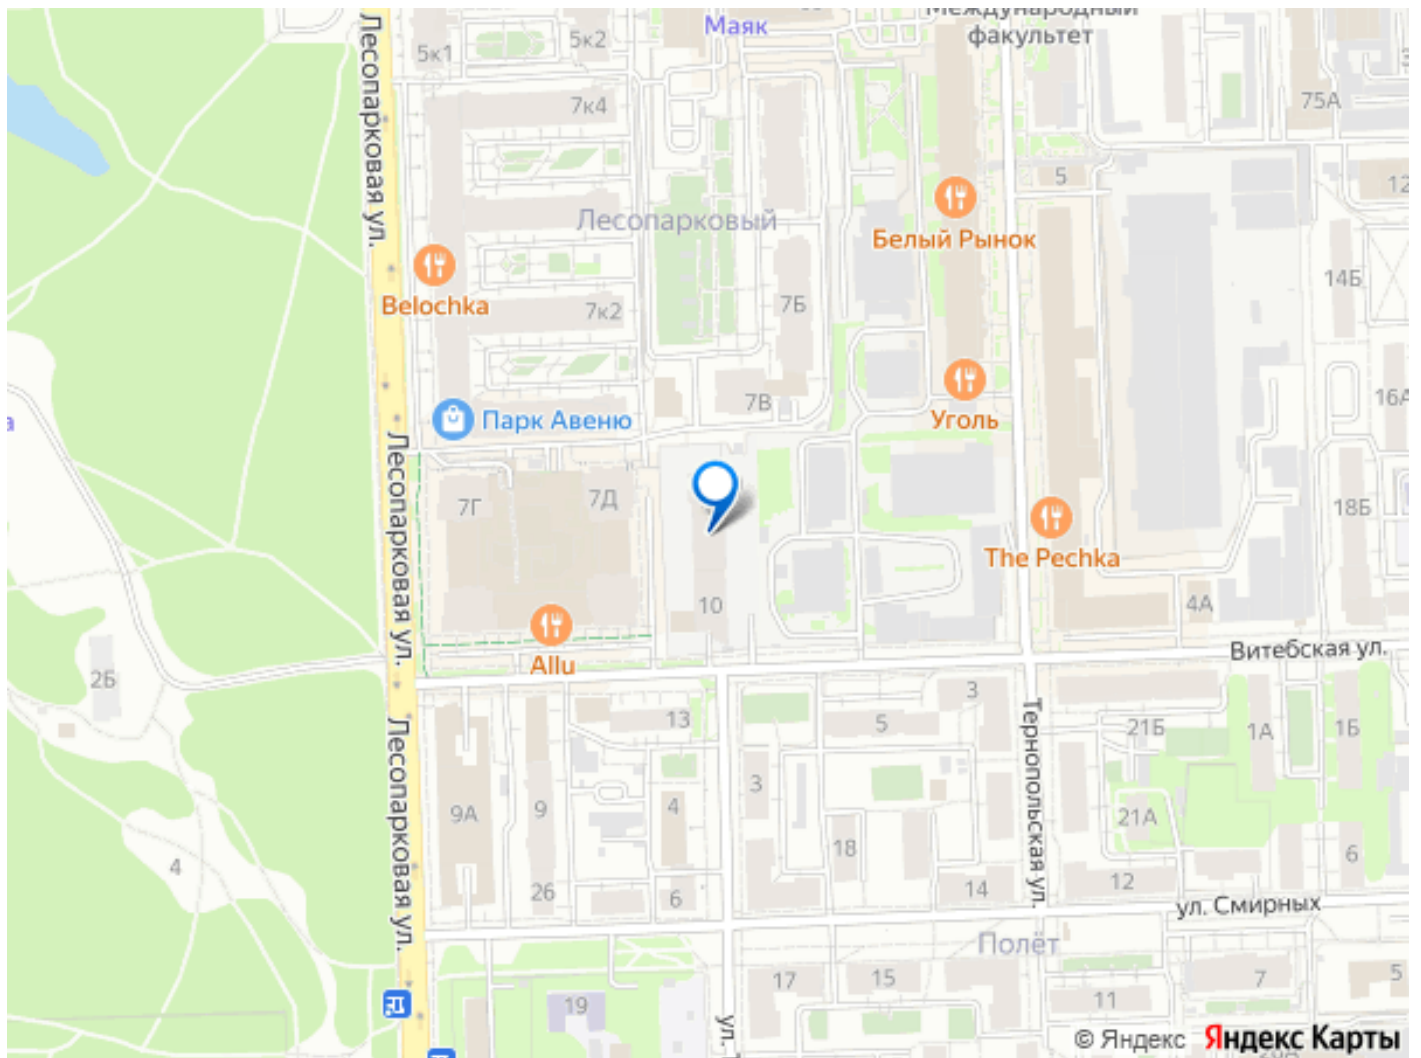 Международный
факультет
Маяк
5к1
5к2
Лесопарковая ул.
7к4
75А
5
12
Лесопарковый
Белый Рынок
14Б
Belochka
7к2
7Б
16А
7В
Уголь
Парк Авеню
Лесопарковая ул.
7Г
7Д
18Б
The Pechka
10
4А
Allu
Витебская ул.
2Б
13
5
3
Тернопольская ул.
21Б
1А
1Б
Лесопарковая ул.
9А
9
4
3
21А
18
6
4
26
6
14
12
ул. Смирных
Полёт
17
15
7
5
19
11
ул.
© Яндекс Яндекс Карты